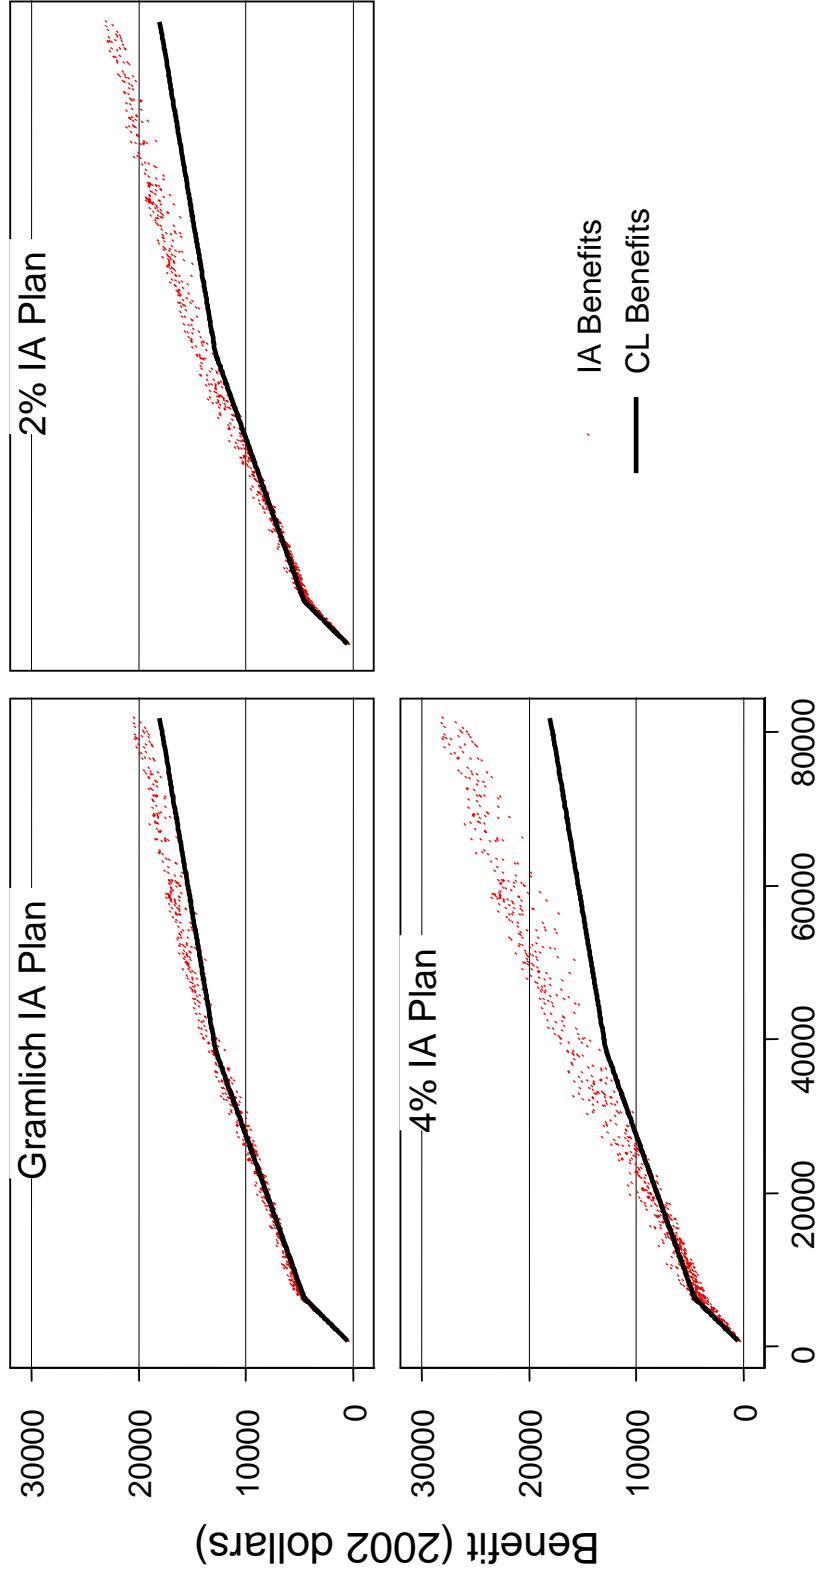 Gramlich IA Plan
2% IA Plan
30000
20000
10000
0
4% IA Plan
30000
20000
10000
0
0
20000
40000
60000
80000
Benefit (2002 dollars)
IA Benefits
CL Benefits